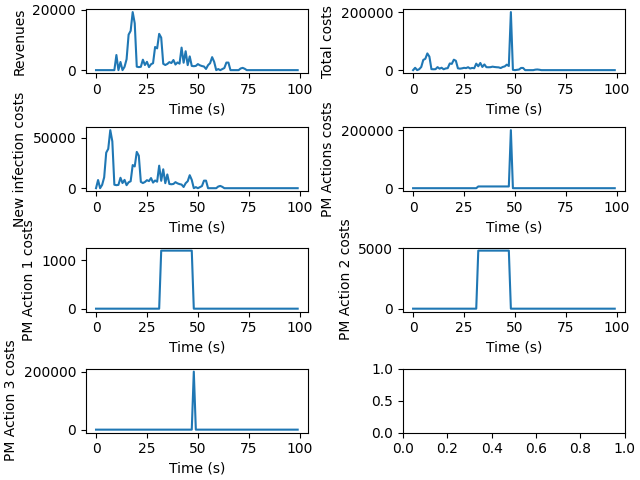 Revenues
20000
0
0 25 50 75 100
Time (s)
Total costs
200000
0
0 25 50 75 100
Time (s)
New infection costs
50000
0
0 25 50 75 100
Time (s)
PM Actions costs
200000
0
0 25 50 75 100
Time (s)
PM Action 1 costs
1000
0
0 25 50 75 100
Time (s)
PM Action 2 costs
5000
0
0 25 50 75 100
Time (s)
PM Action 3 costs
200000
0
0 25 50 75 100
Time (s)
1.0
0.5
0.0
0.0 0.2 0.4 0.6 0.8 1.0